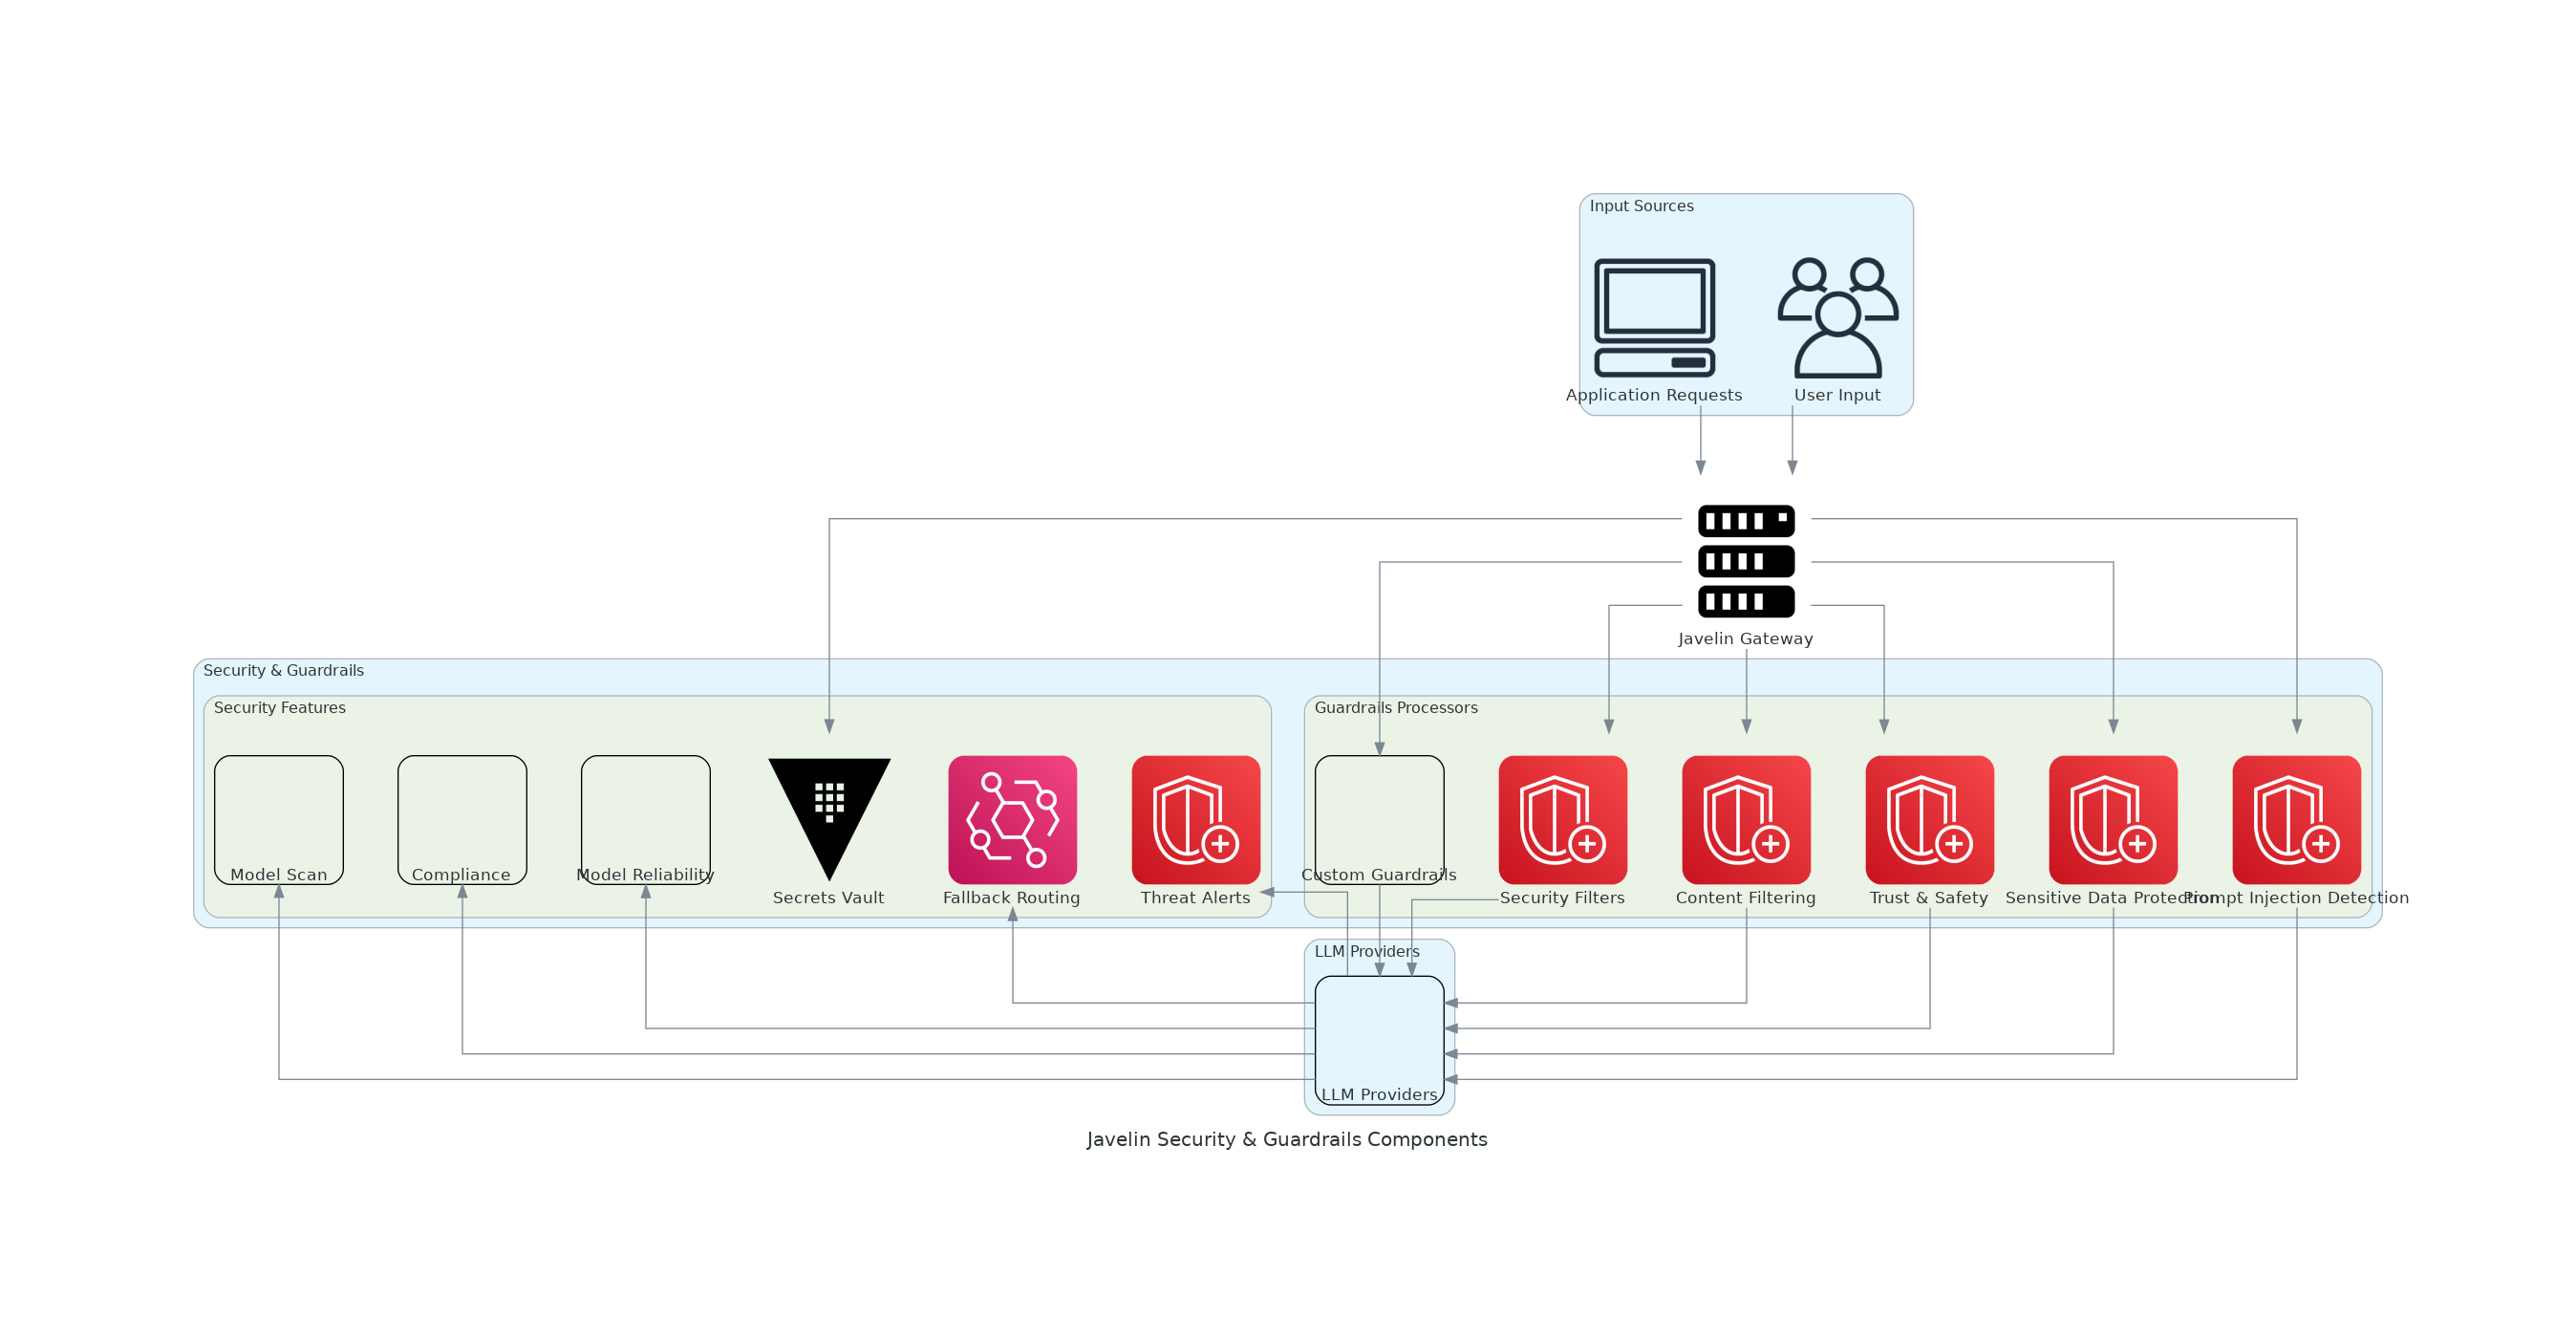 Input Sources
Application Requests
User Input
Javelin Gateway
Security & Guardrails
Security Features
Guardrails Processors
Model Scan
Compliance
Model Reliability
Secrets Vault
Fallback Routing
Threat Alerts
Custom Guardrails
Security Filters
Content Filtering
Trust & Safety
Sensitive Data Protection
Prompt Injection Detection
LLM Providers
LLM Providers
Javelin Security & Guardrails Components